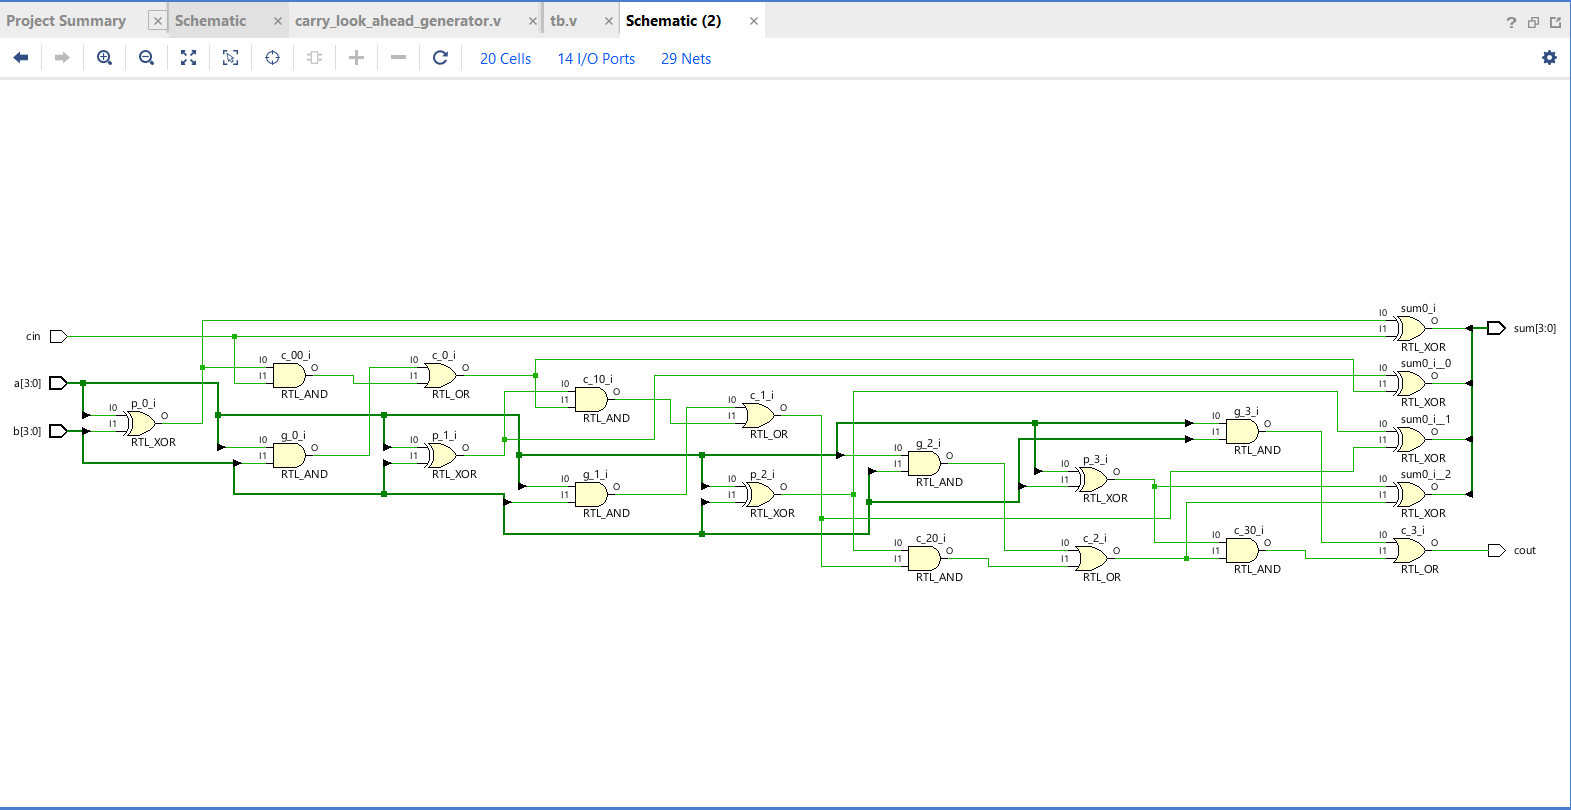 Project Summary
Schematic
carry_look_ahead_generator.v
tb.v
Schematic (2)
20 Cells
14 I/O Ports
29 Nets
cin
a[3:0]
b[3:0]
I0
I1
p_0_i
O
RTL_XOR
I0
I1
c_00_i
O
RTL_AND
I0
I1
g_0_i
O
RTL_AND
I0
I1
c_0_i
O
RTL_OR
I0
I1
p_1_i
O
RTL_XOR
I0
I1
c_10_i
O
RTL_AND
I0
I1
g_1_i
O
RTL_AND
I0
I1
c_1_i
O
RTL_OR
I0
I1
p_2_i
O
RTL_XOR
I0
I1
g_2_i
O
RTL_AND
I0
I1
c_20_i
O
RTL_AND
I0
I1
p_3_i
O
RTL_XOR
I0
I1
c_2_i
O
RTL_OR
I0
I1
g_3_i
O
RTL_AND
I0
I1
c_30_i
O
RTL_AND
I0
I1
sum0_i
O
RTL_XOR
I0
I1
sum0_i__0
O
RTL_XOR
I0
I1
sum0_i__1
O
RTL_XOR
I0
I1
sum0_i__2
O
RTL_XOR
I0
I1
c_3_i
O
RTL_OR
sum[3:0]
cout